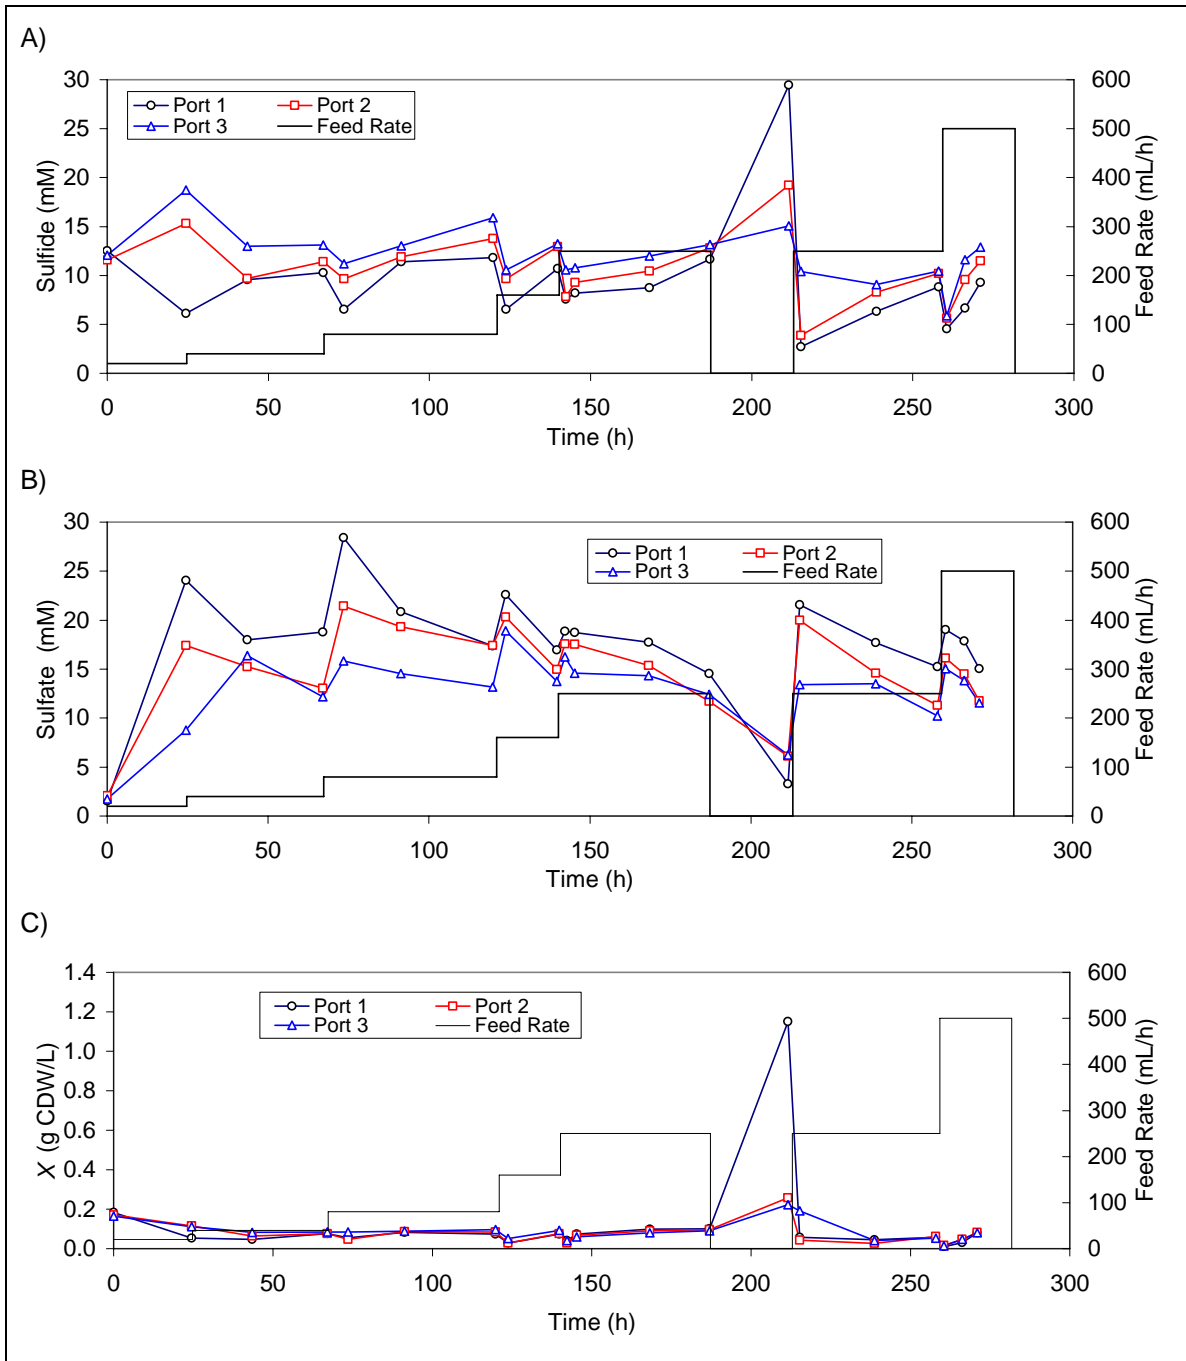 A)
30
25
20
15
10
5
0
Sulfide (mM)
Port 1
Port 2
Port 3
Feed Rate
600
500
400
300
200
100
0
Feed Rate (mL/h)
0 50 100 150 200 250 300
Time (h)
B)
30
25
20
15
10
5
0
Sulfate (mM)
Port 1
Port 2
Port 3
Feed Rate
600
500
400
300
200
100
0
Feed Rate (mL/h)
0 50 100 150 200 250 300
Time (h)
C)
1.4
1.2
1.0
0.8
0.6
0.4
0.2
0.0
X (g CDW/L)
Port 1
Port 2
Port 3
Feed Rate
600
500
400
300
200
100
0
Feed Rate (mL/h)
0 50 100 150 200 250 300
Time (h)